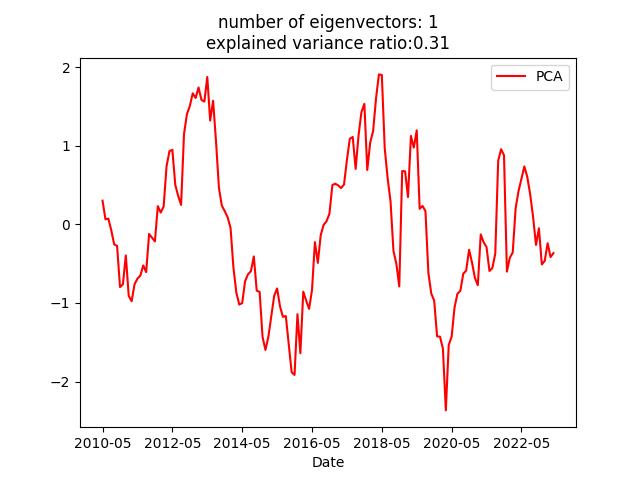 number of eigenvectors: 1
explained variance ratio:0.31
PCA
2
1
0
−1
−2
2010-05 2012-05 2014-05 2016-05 2018-05 2020-05 2022-05
Date